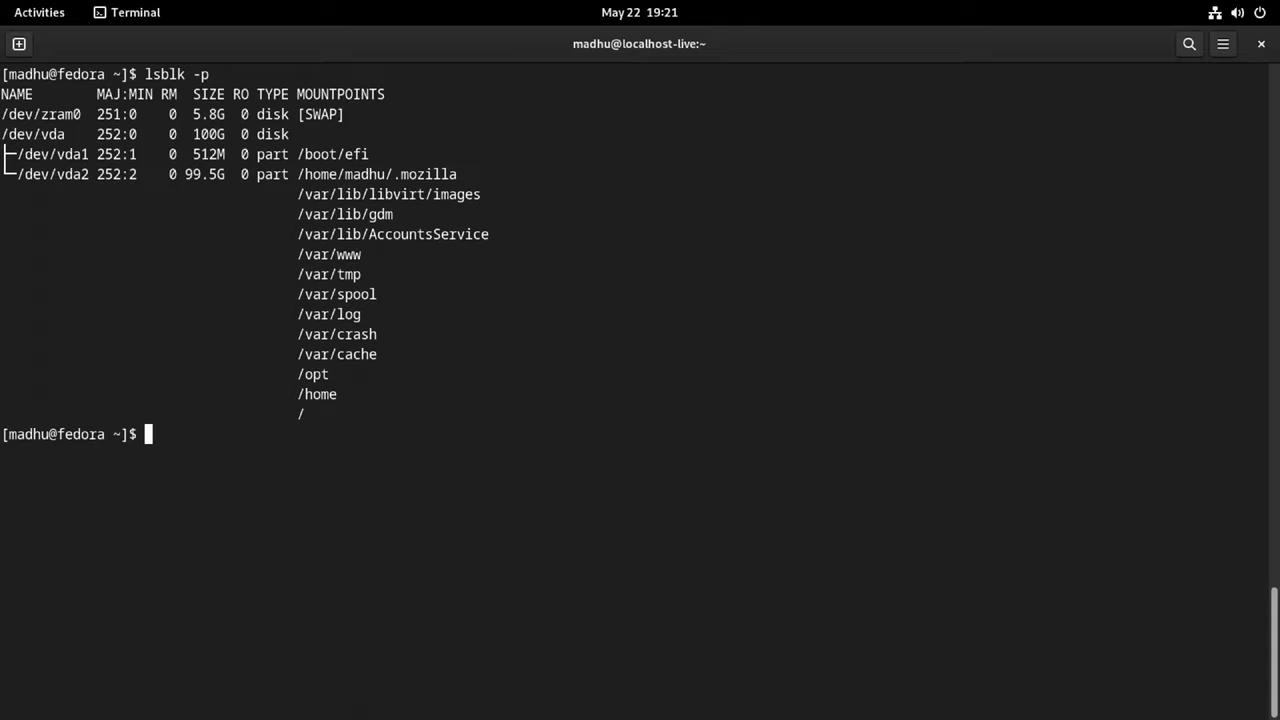 Activities Terminal May 22 19:21
madhu@localhost-live:~
[madhu@fedora ~]$ lsblk -p
NAME MAJ:MIN RM SIZE RO TYPE MOUNTPOINTS
/dev/zram0 251:0 0 5.8G 0 disk [SWAP]
/dev/vda 252:0 0 100G 0 disk
├─/dev/vda1 252:1 0 512M 0 part /boot/efi
└─/dev/vda2 252:2 0 99.5G 0 part /home/madhu/.mozilla
/var/lib/libvirt/images
/var/lib/gdm
/var/lib/AccountsService
/var/www
/var/tmp
/var/spool
/var/log
/var/crash
/var/cache
/opt
/home
/
[madhu@fedora ~]$